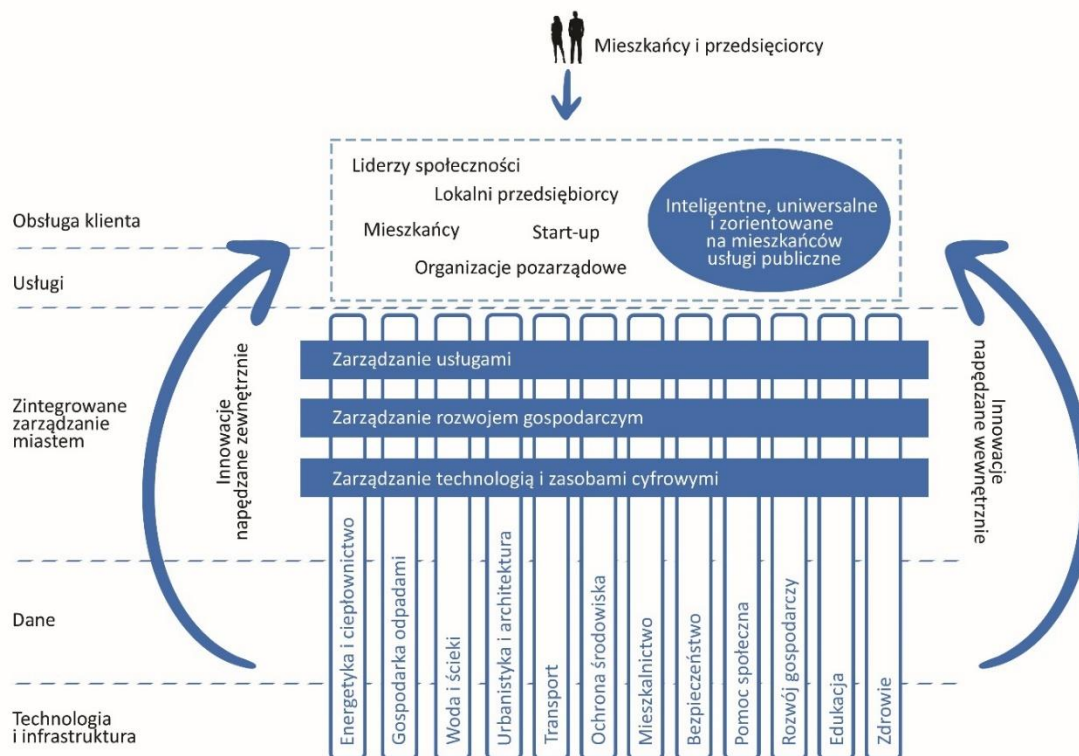 Mieszkańcy i przedsięciorcy
Liderzy społeczności
Lokalni przedsiębiorcy
Mieszkańcy
Start-up
Organizacje pozarządowe
Inteligentne, uniwersalne
i zorientowane
na mieszkańców
usługi publiczne
Obsługa klienta
Usługi
Zintegrowane
zarządzanie
miastem
Dane
Technologia
i infrastruktura
Innowacje
napędzane zewnętrznie
Zarządzanie usługami
Zarządzanie rozwojem gospodarczym
Zarządzanie technologią i zasobami cyfrowymi
Innowacje
napędzane wewnętrznie
Energetyka i ciepłownictwo
Gospodarka odpadami
Woda i ścieki
Urbanistyka i architektura
Transport
Ochrona środowiska
Mieszkalnictwo
Bezpieczeństwo
Pomoc społeczna
Rozwój gospodarczy
Edukacja
Zdrowie